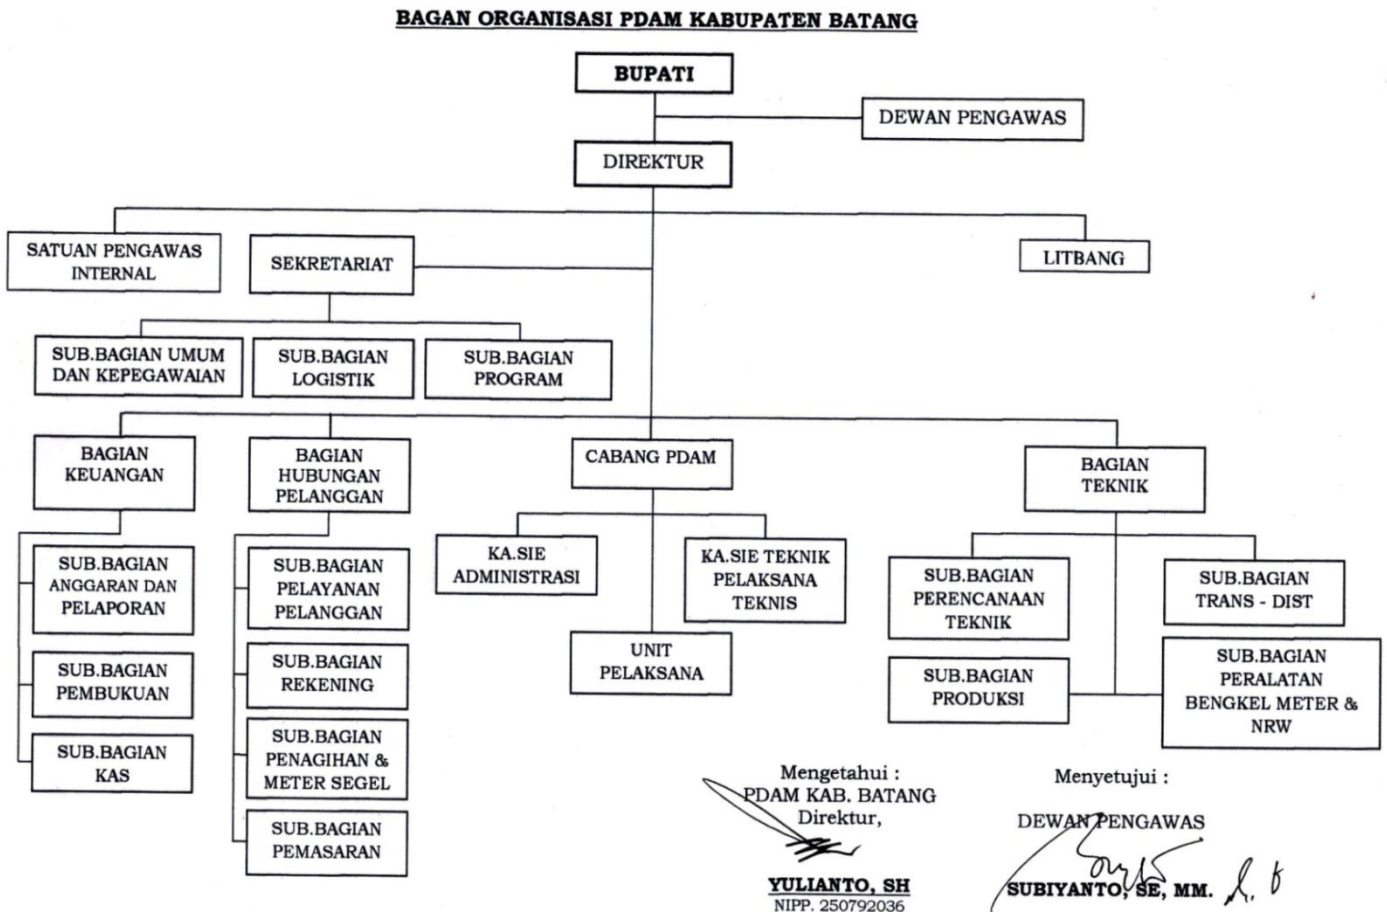 BAGAN ORGANISASI PDAM KABUPATEN BATANG
BUPATI
DEWAN PENGAWAS
DIREKTUR
SATUAN PENGAWAS
INTERNAL
SEKRETARIAT
LITBANG
SUB.BAGIAN UMUM
DAN KEPEGAWAIAN
SUB.BAGIAN
LOGISTIK
SUB.BAGIAN
PROGRAM
BAGIAN
KEUANGAN
BAGIAN
HUBUNGAN
PELANGGAN
CABANG PDAM
BAGIAN
TEKNIK
SUB.BAGIAN
ANGGARAN DAN
PELAPORAN
SUB.BAGIAN
PEMBUKUAN
SUB.BAGIAN
KAS
SUB.BAGIAN
PELAYANAN
PELANGGAN
SUB.BAGIAN
REKENING
SUB.BAGIAN
PENAGIHAN &
METER SEGEL
SUB.BAGIAN
PEMASARAN
KA.SIE
ADMINISTRASI
KA.SIE TEKNIK
PELAKSANA
TEKNIS
UNIT
PELAKSANA
SUB.BAGIAN
PERENCANAAN
TEKNIK
SUB.BAGIAN
TRANS - DIST
SUB.BAGIAN
PRODUKSI
SUB.BAGIAN
PERALATAN
BENGKEL METER &
NRW
Mengetahui :
PDAM KAB. BATANG
Direktur,
YULIANTO, SH
NIPP. 250792036
Menyetujui :
DEWAN PENGAWAS
SUBIYANTO, SE, MM.